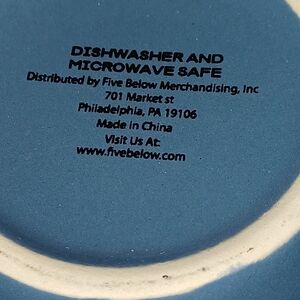 DISHWASHER AND
MICROWAVE SAFE
Distributed by Five Below Merchandising, Inc
701 Market st
Philadelphia, PA 19106
Made in China
Visit Us At:
www.fivebelow.com